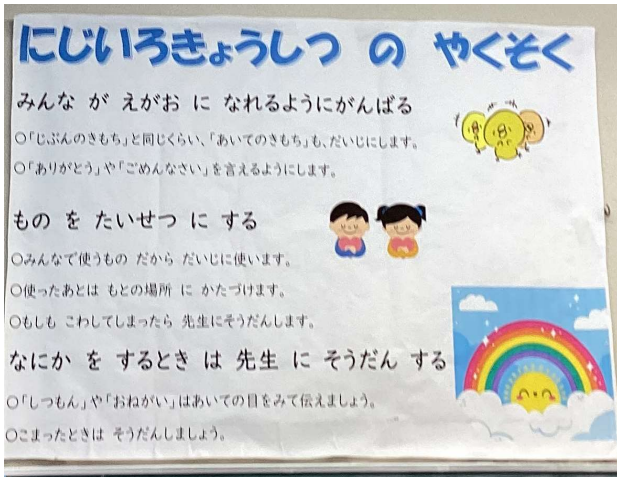 にじいろきょうしつ の やくそく
みんな が えがお に なれるようにがんばる
○「じぶんのきもち」と同じくらい、「あいてのきもち」も、だいじにします。
○「ありがとう」や「ごめんなさい」を言えるようにします。
もの を たいせつ に する
○みんなで使うもの だから だいじに使います。
○使ったあとは もとの場所 に かたづけます。
○もしも こわしてしまったら 先生にそうだんします。
なにか を するとき は 先生 に そうだん する
○「しつもん」や「おねがい」はあいての目をみて伝えましょう。
○こまったときは そうだんしましょう。